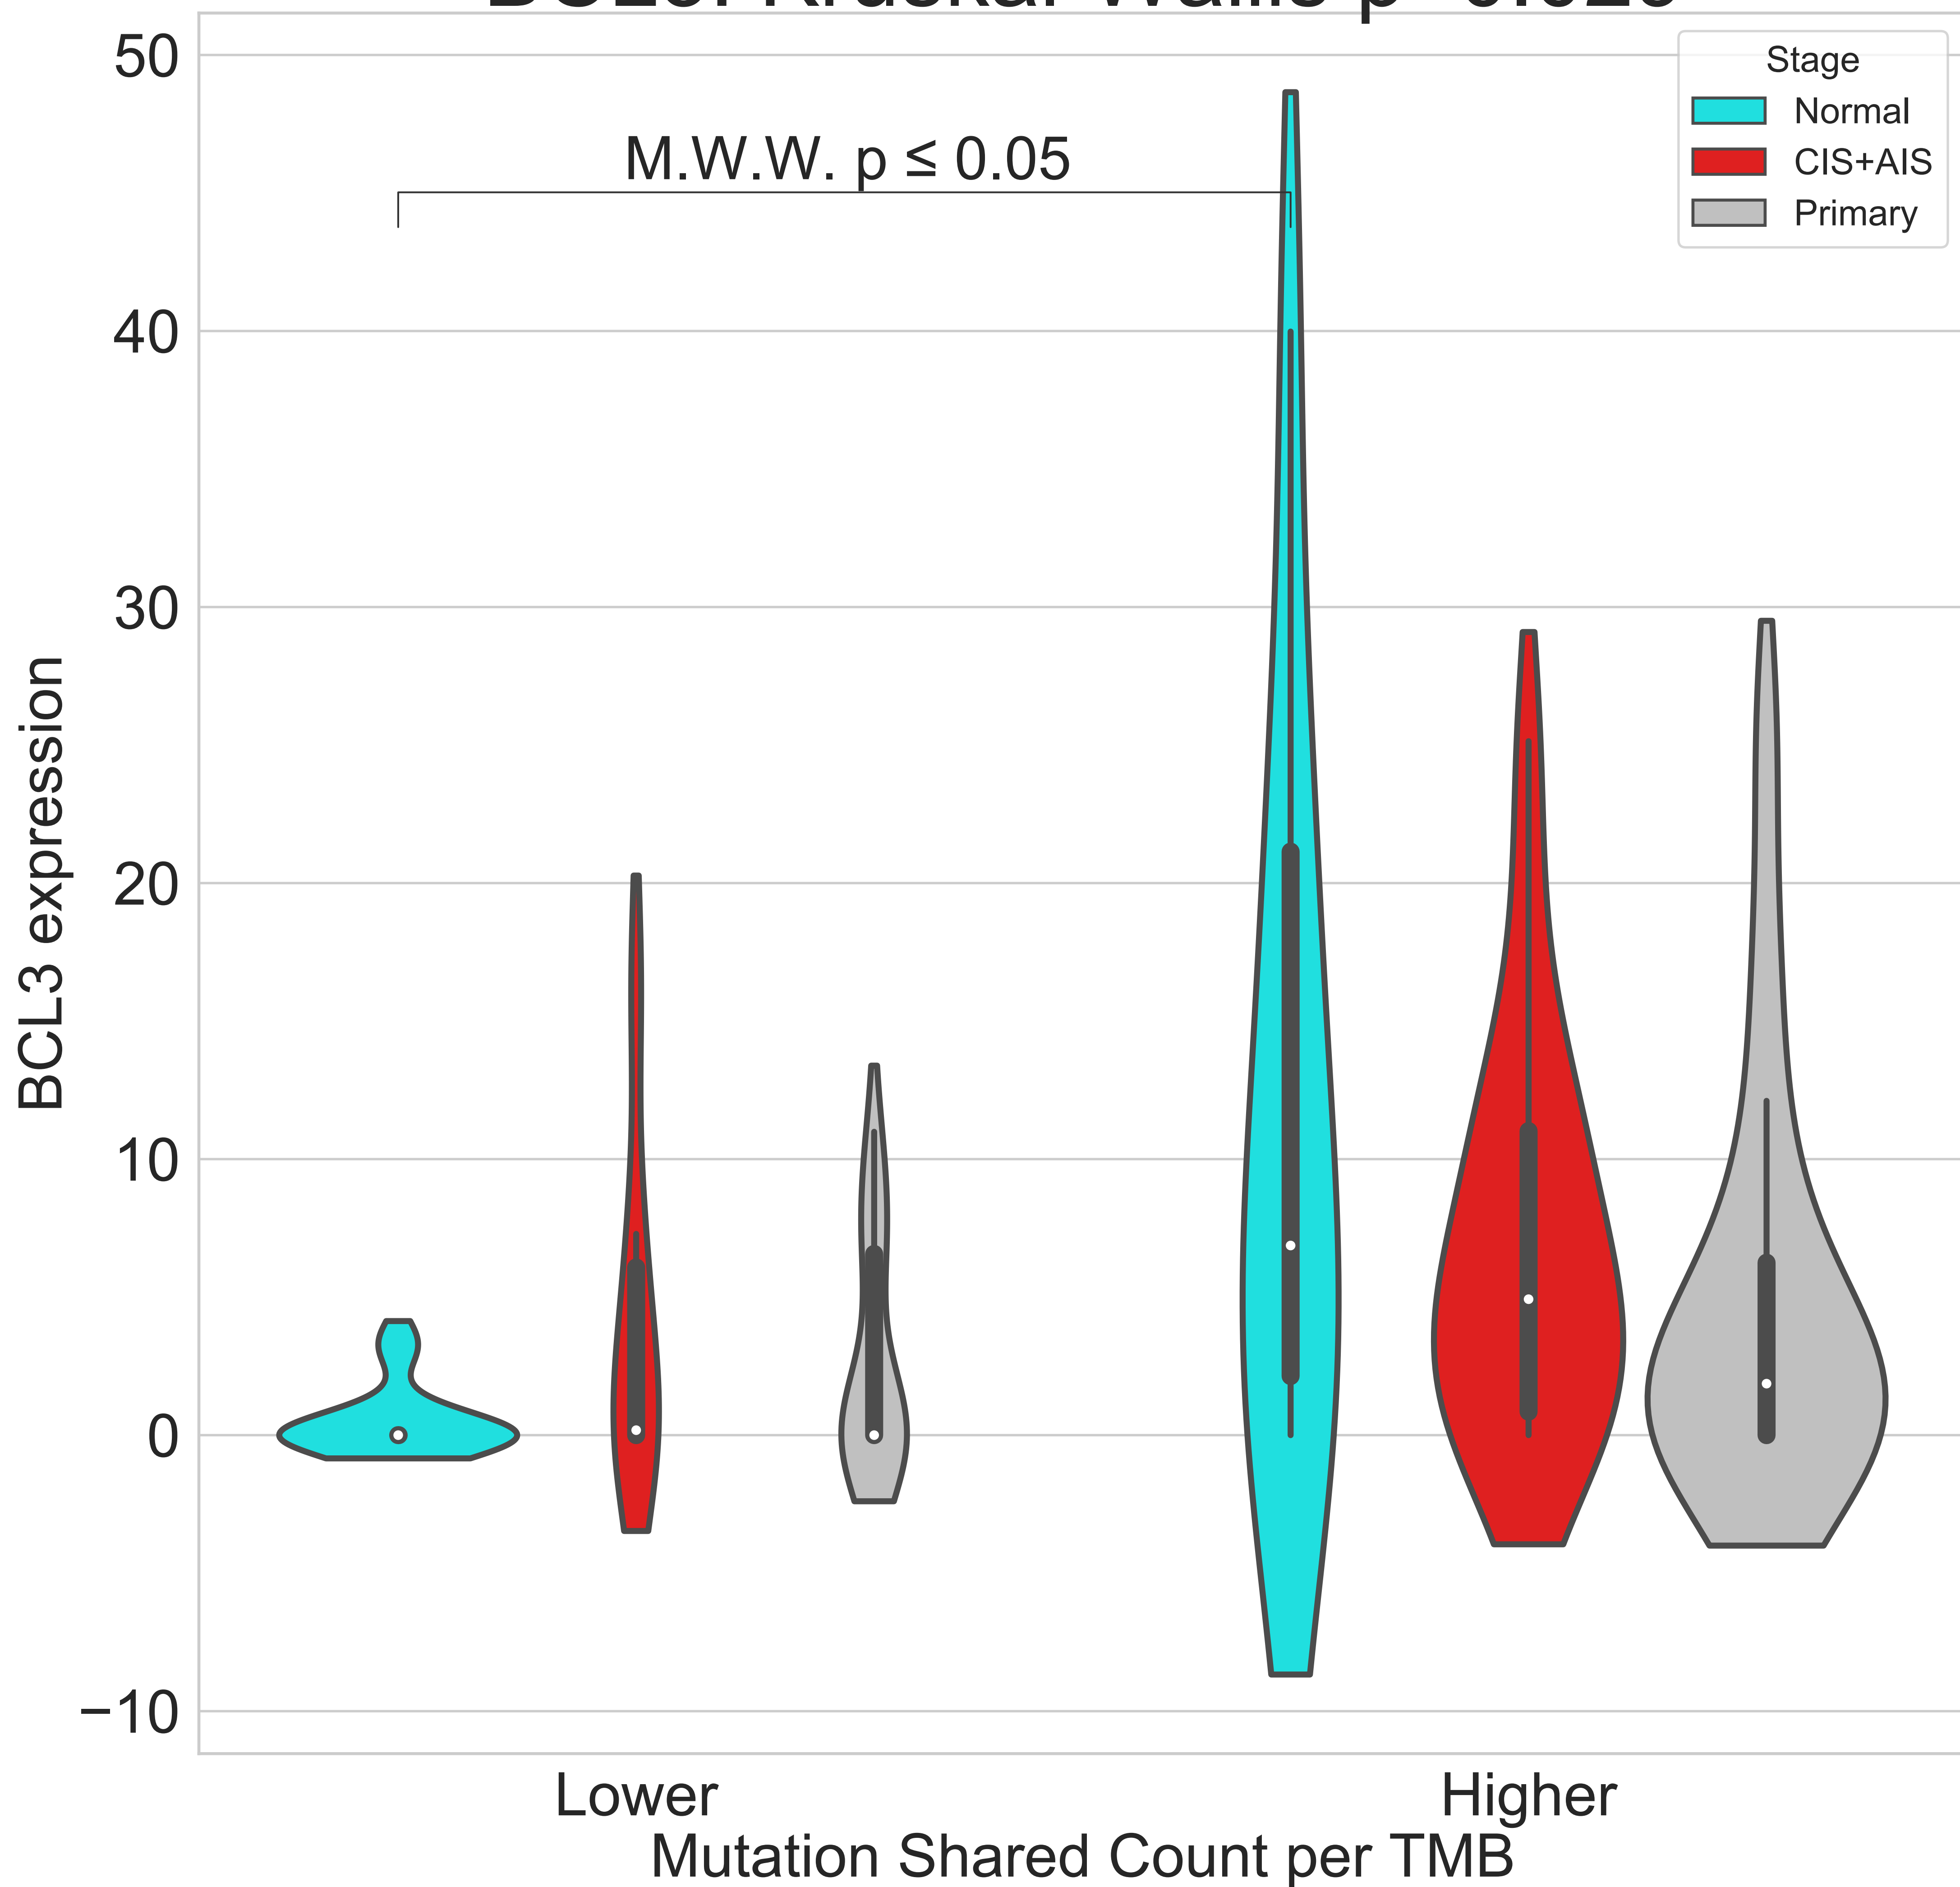 50
Stage
Normal
CIS+AIS
Primary
M.W.W. p ≤ 0.05
40
30
20
10
0
−10
BCL3 expression
Lower
Higher
Mutation Shared Count per TMB